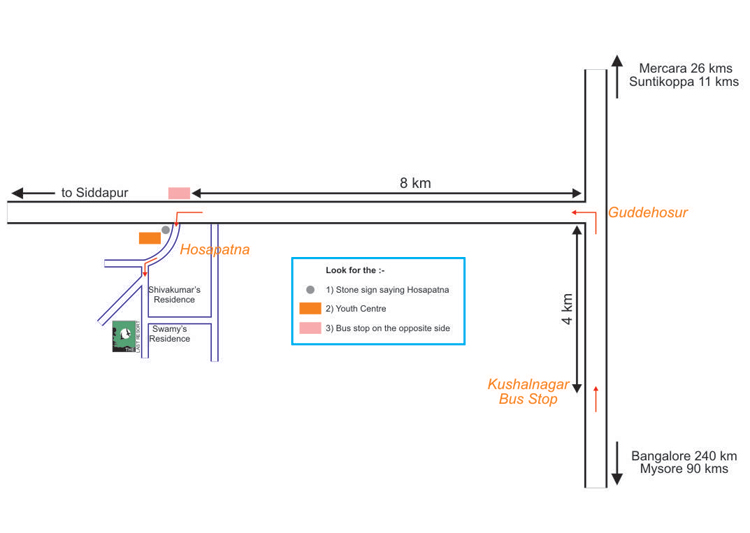 Mercara 26 kms
Suntikoppa 11 kms
8 km
to Siddapur
Guddehosur
Hosapatna
Look for the :-
1) Stone sign saying Hosapatna
2) Youth Centre
3) Bus stop on the opposite side
Shivakumar's
Residence
Swamy's
Residence
4 km
Kushalnagar
Bus Stop
Bangalore 240 km
Mysore 90 kms